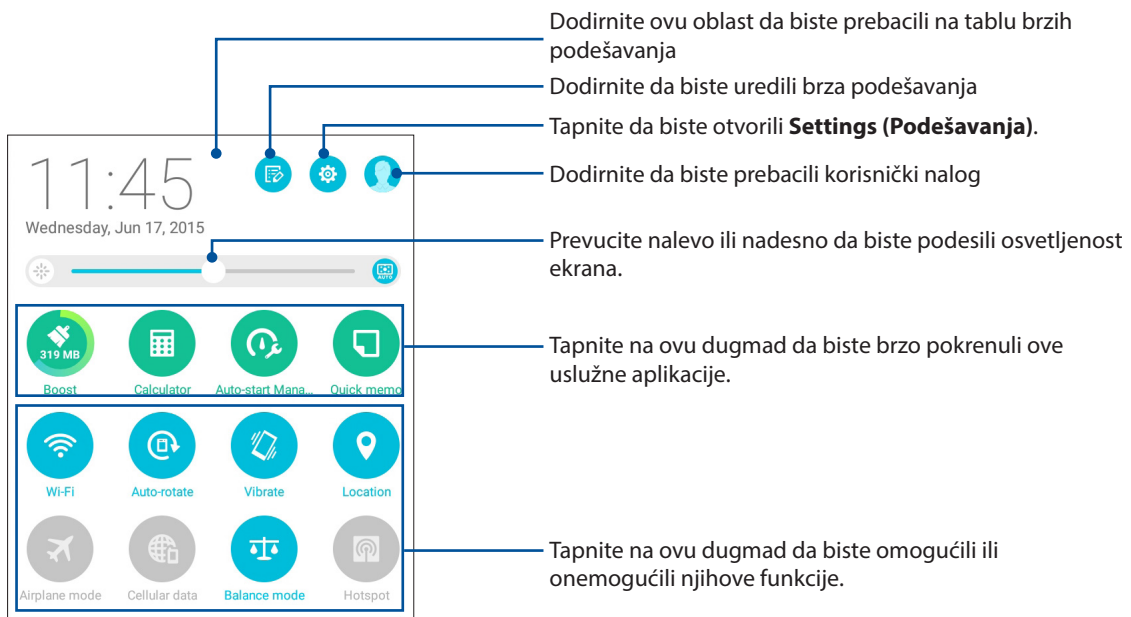 Dodirnite ovu oblast da biste prebacili na tablu brzih
podešavanja
Dodirnite da biste uredili brza podešavanja
Tapnite da biste otvorili Settings (Podešavanja).
Dodirnite da biste prebacili korisnički nalog
11:45
Wednesday, Jun 17, 2015
Prevucite nalevo ili nadesno da biste podesili osvetljenost
ekrana.
AUTO
319 MB
Boost Calculator Auto-start Mana... Quick memo
Tapnite na ovu dugmad da biste brzo pokrenuli ove
uslužne aplikacije.
Wi-Fi Auto-rotate Vibrate Location
Airplane mode Cellular data Balance mode Hotspot
Tapnite na ovu dugmad da biste omogućili ili
onemogućili njihove funkcije.